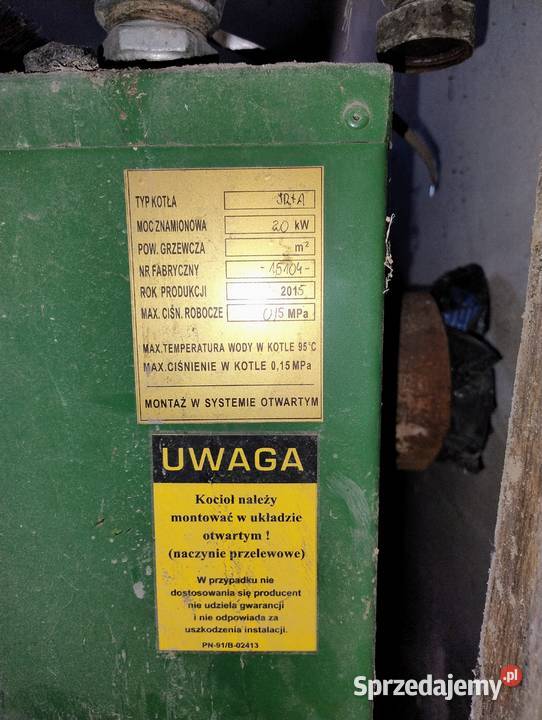 TYP KOTŁA
MOC ZNAMIONOWA 20 kW
POW. GRZEWCZA m²
NR FABRYCZNY -15104-
ROK PRODUKCJI 2015
MAX. CIŚN. ROBOCZE 0,15 MPa
MAX. TEMPERATURA WODY W KOTLE 95°C
MAX. CIŚNIENIE W KOTLE 0,15 MPa
MONTAŻ W SYSTEMIE OTWARTYM
UWAGA
Kocioł należy
montować w układzie
otwartym !
(naczynie przelewowe)
W przypadku nie
dostosowania się producent
nie udziela gwarancji
i nie odpowiada za
uszkodzenia instalacji.
PN-91/B-02413
Sprzedajemy.pl